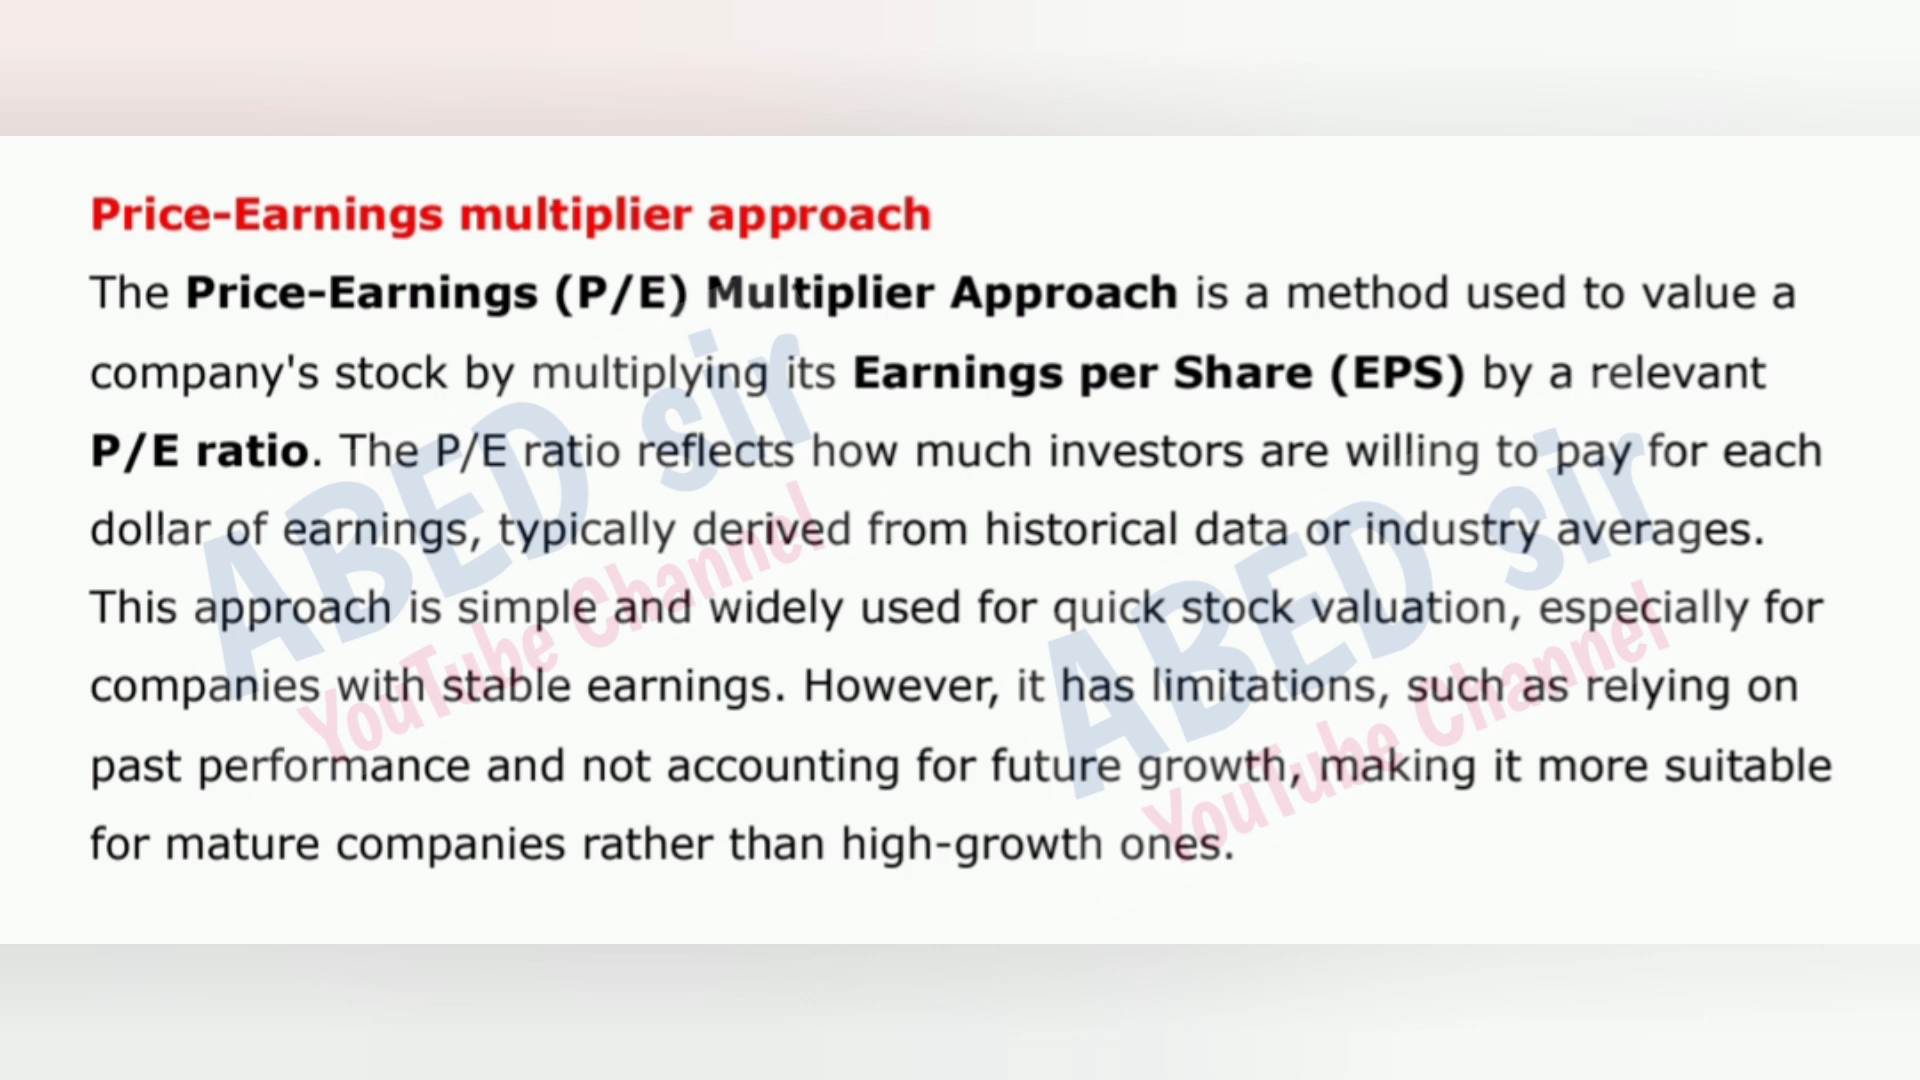 Price-Earnings multiplier approach
The Price-Earnings (P/E) Multiplier Approach is a method used to value a
company's stock by multiplying its Earnings per Share (EPS) by a relevant
P/E ratio. The P/E ratio reflects how much investors are willing to pay for each
dollar of earnings, typically derived from historical data or industry averages.
This approach is simple and widely used for quick stock valuation, especially for
companies with stable earnings. However, it has limitations, such as relying on
past performance and not accounting for future growth, making it more suitable
for mature companies rather than high-growth ones.
ABED sir
YouTube Channel
ABED sir
YouTube Channel